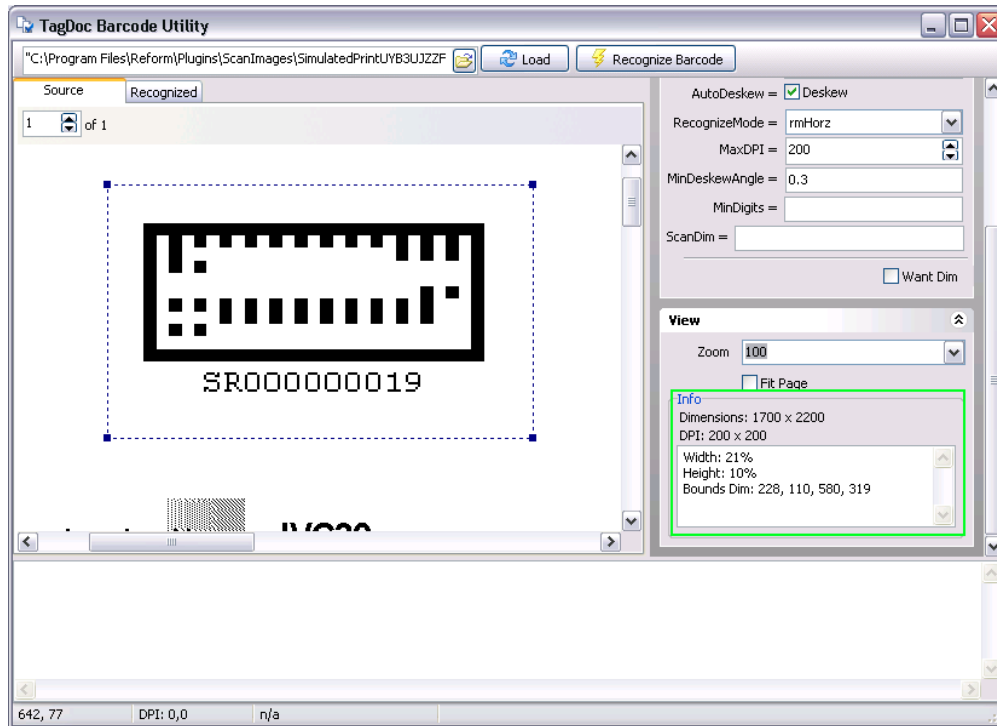 TagDoc Barcode Utility
"C:\Program Files\Reform\Plugins\ScanImages\SimulatedPrintUYB3UJZZF Load Recognize Barcode
Source Recognized
1 of 1
SR000000019
AutoDeskew = Deskew
RecognizeMode = rmHorz
MaxDPI = 200
MinDeskewAngle = 0.3
MinDigits =
ScanDim =
Want Dim
View
Zoom 100
Fit Page
Info
Dimensions: 1700 x 2200
DPI: 200 x 200
Width: 21%
Height: 10%
Bounds Dim: 228, 110, 580, 319
642, 77 DPI: 0,0 n/a